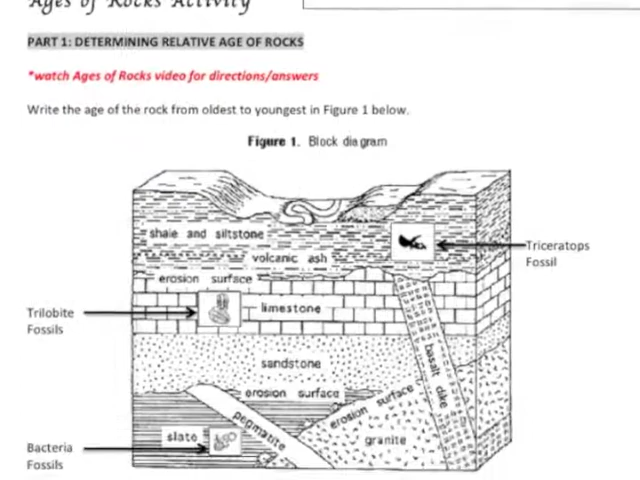 Ages of Rocks Activity
PART 1: DETERMINING RELATIVE AGE OF ROCKS
*watch Ages of Rocks video for directions/answers
Write the age of the rock from oldest to youngest in Figure 1 below.
Figure 1. Block diagram
shale and siltstone
Triceratops
Fossil
volcanic ash
erosion surface
Trilobite
Fossils
limestone
basalt dike
sandstone
erosion surface
erosion surface
pegmatite
slate
granite
Bacteria
Fossils